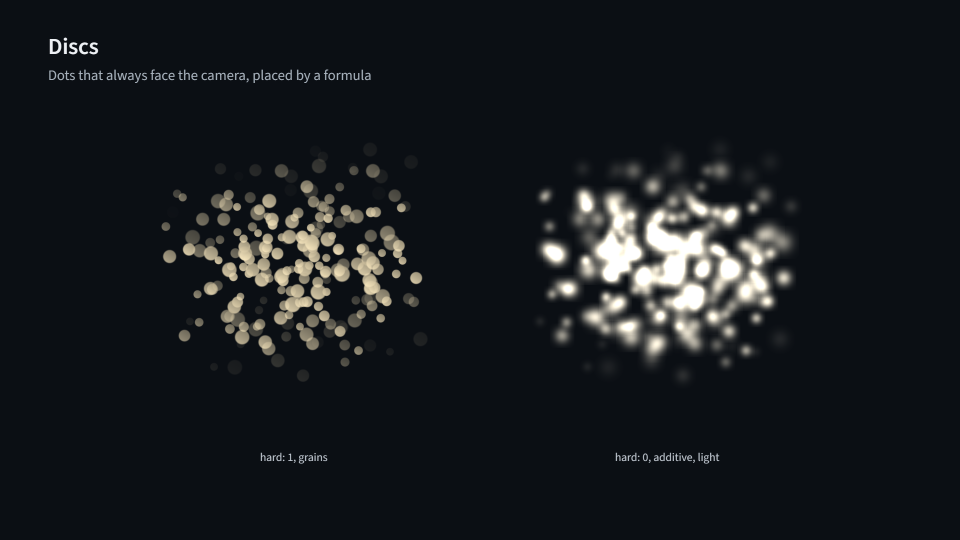 Discs
Dots that always face the camera, placed by a formula
hard: 1, grains
hard: 0, additive, light